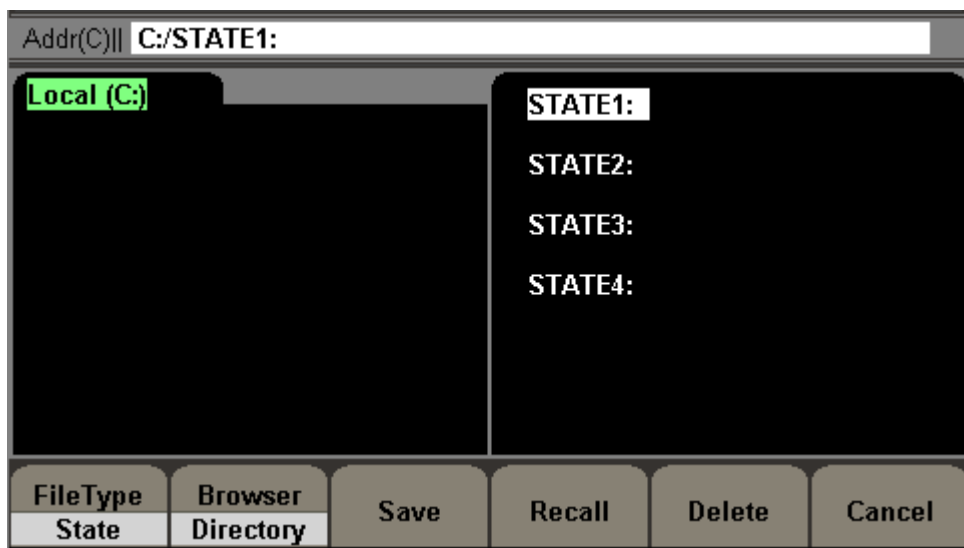 Addr(C)|| C:/STATE1:
Local (C:)
STATE1:
STATE2:
STATE3:
STATE4:
FileType
State
Browser
Directory
Save
Recall
Delete
Cancel